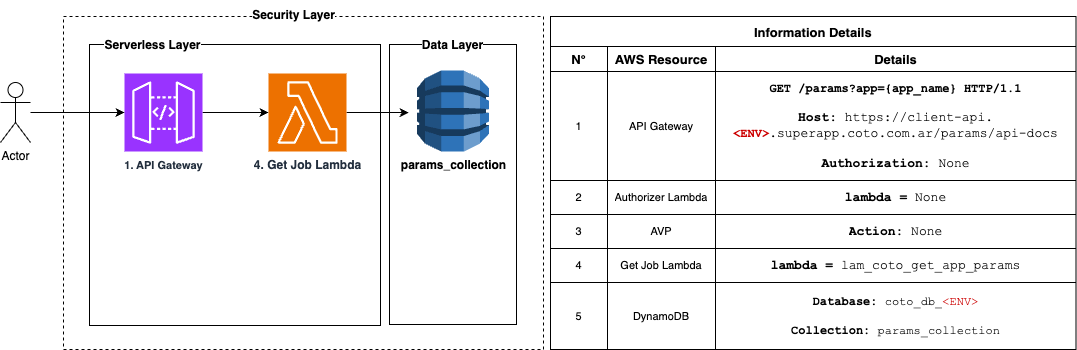 Security Layer
Serverless Layer
Data Layer
Actor
1. API Gateway
4. Get Job Lambda
params_collection
Information Details
N°
AWS Resource
Details
1
API Gateway
GET /params?app={app_name} HTTP/1.1
Host: https://client-api.
<ENV>.superapp.coto.com.ar/params/api-docs
Authorization: None
2
Authorizer Lambda
lambda = None
3
AVP
Action: None
4
Get Job Lambda
lambda = lam_coto_get_app_params
5
DynamoDB
Database: coto_db_<ENV>
Collection: params_collection